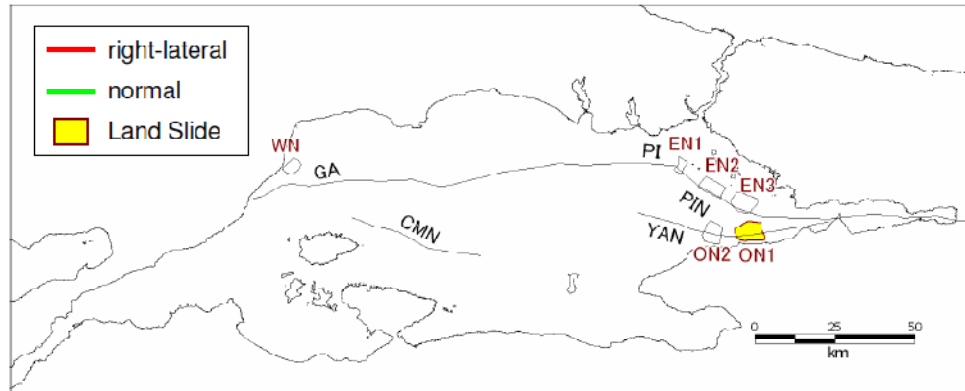 right-lateral
normal
Land Slide
WN
GA
CMN
PI
EN1
EN2
EN3
PIN
YAN
ON2
ON1
0 25 50
km